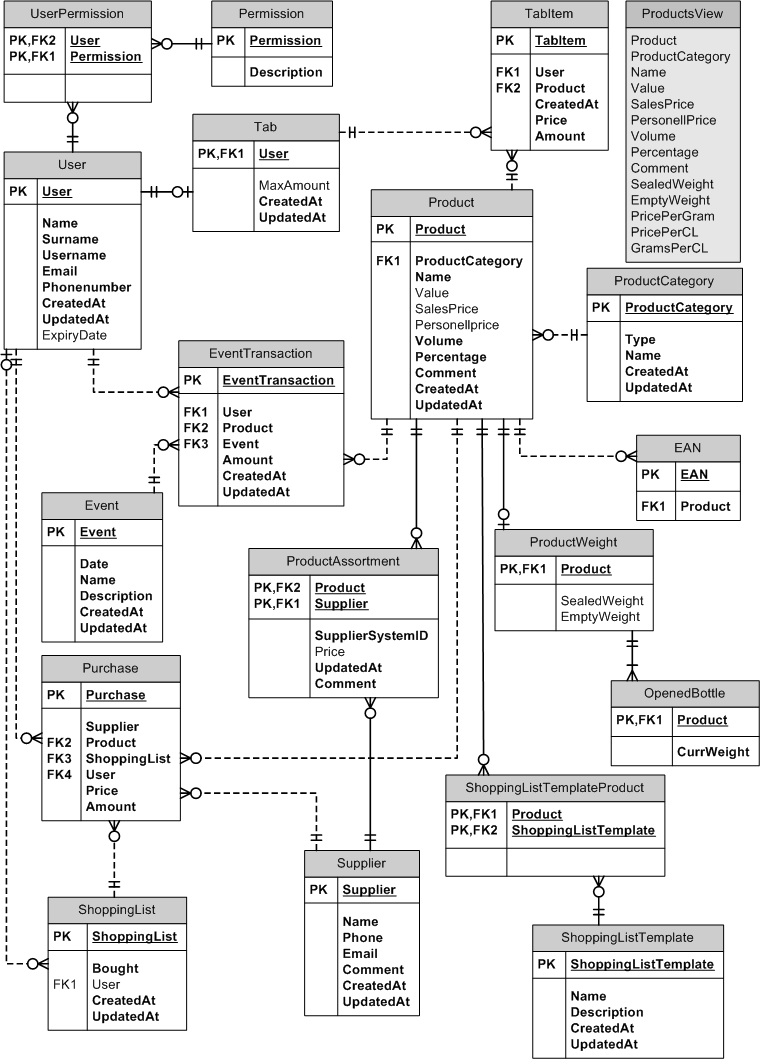 UserPermission
PK,FK2 User
PK,FK1 Permission
Permission
PK Permission
Description
TabItem
PK TabItem
FK1 User
FK2 Product
CreatedAt
Price
Amount
ProductsView
Product
ProductCategory
Name
Value
SalesPrice
PersonellPrice
Volume
Percentage
Comment
SealedWeight
EmptyWeight
PricePerGram
PricePerCL
GramsPerCL
Tab
PK,FK1 User
MaxAmount
CreatedAt
UpdatedAt
User
PK User
Name
Surname
Username
Email
Phonenumber
CreatedAt
UpdatedAt
ExpiryDate
Product
PK Product
FK1 ProductCategory
Name
Value
SalesPrice
Personellprice
Volume
Percentage
Comment
CreatedAt
UpdatedAt
ProductCategory
PK ProductCategory
Type
Name
CreatedAt
UpdatedAt
EventTransaction
PK EventTransaction
FK1 User
FK2 Product
FK3 Event
Amount
CreatedAt
UpdatedAt
EAN
PK EAN
FK1 Product
Event
PK Event
Date
Name
Description
CreatedAt
UpdatedAt
ProductWeight
PK,FK1 Product
SealedWeight
EmptyWeight
ProductAssortment
PK,FK2 Product
PK,FK1 Supplier
SupplierSystemID
Price
UpdatedAt
Comment
Purchase
PK Purchase
Supplier
FK2 Product
FK3 ShoppingList
FK4 User
Price
Amount
OpenedBottle
PK,FK1 Product
CurrWeight
ShoppingListTemplateProduct
PK,FK1 Product
PK,FK2 ShoppingListTemplate
Supplier
PK Supplier
Name
Phone
Email
Comment
CreatedAt
UpdatedAt
ShoppingList
PK ShoppingList
Bought
FK1 User
CreatedAt
UpdatedAt
ShoppingListTemplate
PK ShoppingListTemplate
Name
Description
CreatedAt
UpdatedAt